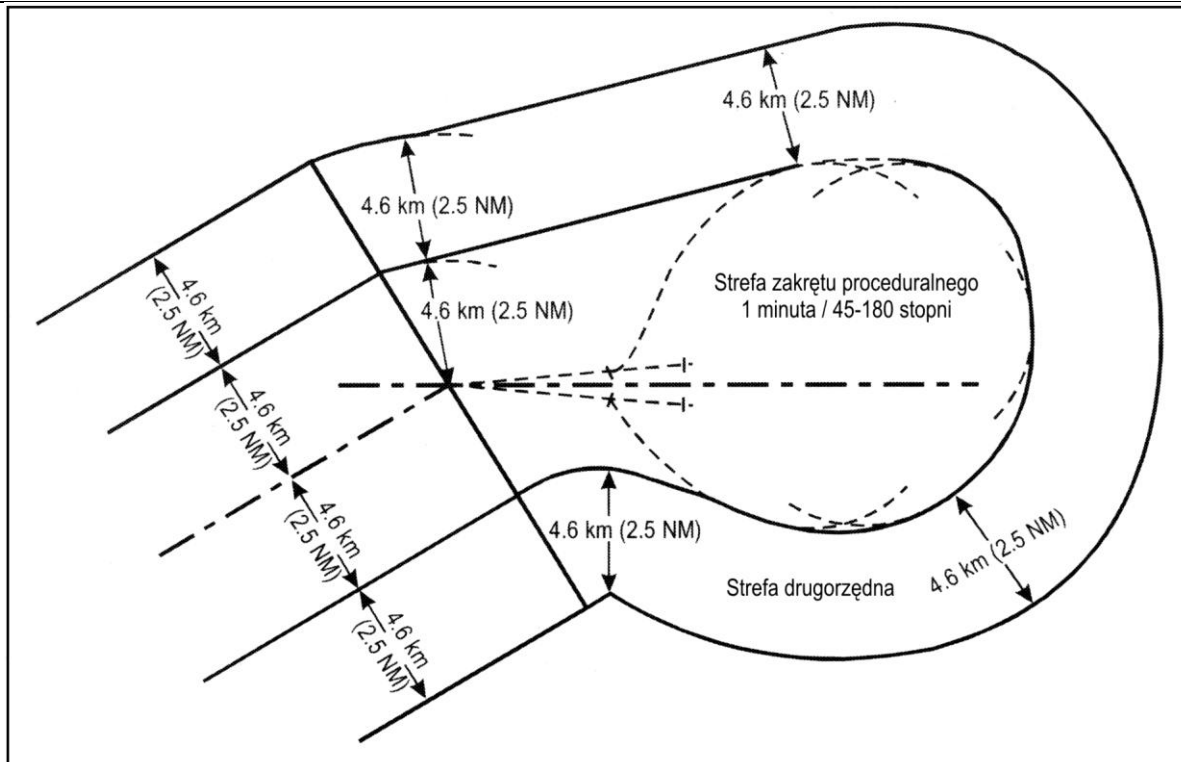 4.6 km (2.5 NM)
4.6 km (2.5 NM)
4.6 km (2.5 NM)
Strefa zakrętu proceduralnego
1 minuta / 45-180 stopni
4.6 km
(2.5 NM)
4.6 km
(2.5 NM)
4.6 km
(2.5 NM)
4.6 km
(2.5 NM)
4.6 km (2.5 NM)
Strefa drugorzędna
4.6 km (2.5 NM)